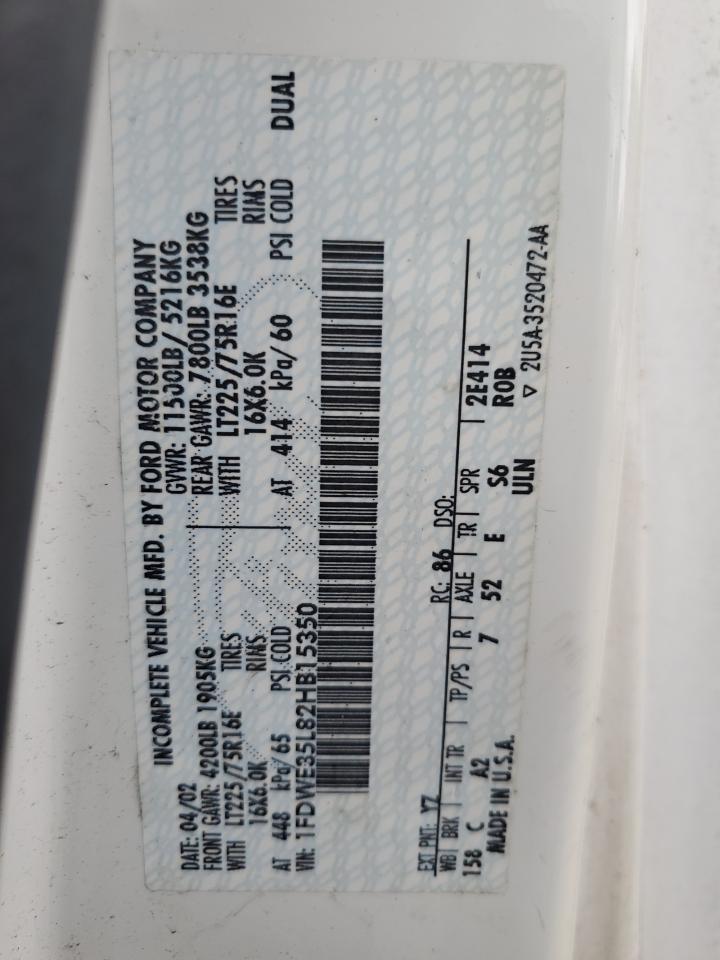 INCOMPLETE VEHICLE MFD. BY FORD MOTOR COMPANY
DATE: 04/02 GVWR: 11500LB/ 5216KG
FRONT GAWR: 4200LB 1905KG REAR GAWR: 7800LB 3538KG
WITH LT225/75R16E TIRES WITH LT225/75R16E TIRES
16X6.0K RIMS 16X6.0K RIMS
AT 448 kPa/65 PSI COLD AT 414 kPa/60 PSI COLD DUAL
VIN: 1FDWE35L82HB15350
EXT PNT: YZ RC: 86 DSO:
WB BRK INT TR TP/PS R AXLE TR SPR 2E414
158 C A2 7 52 E S6 ROB
MADE IN U.S.A. ULN ▽ 2U5A-3520472-AA